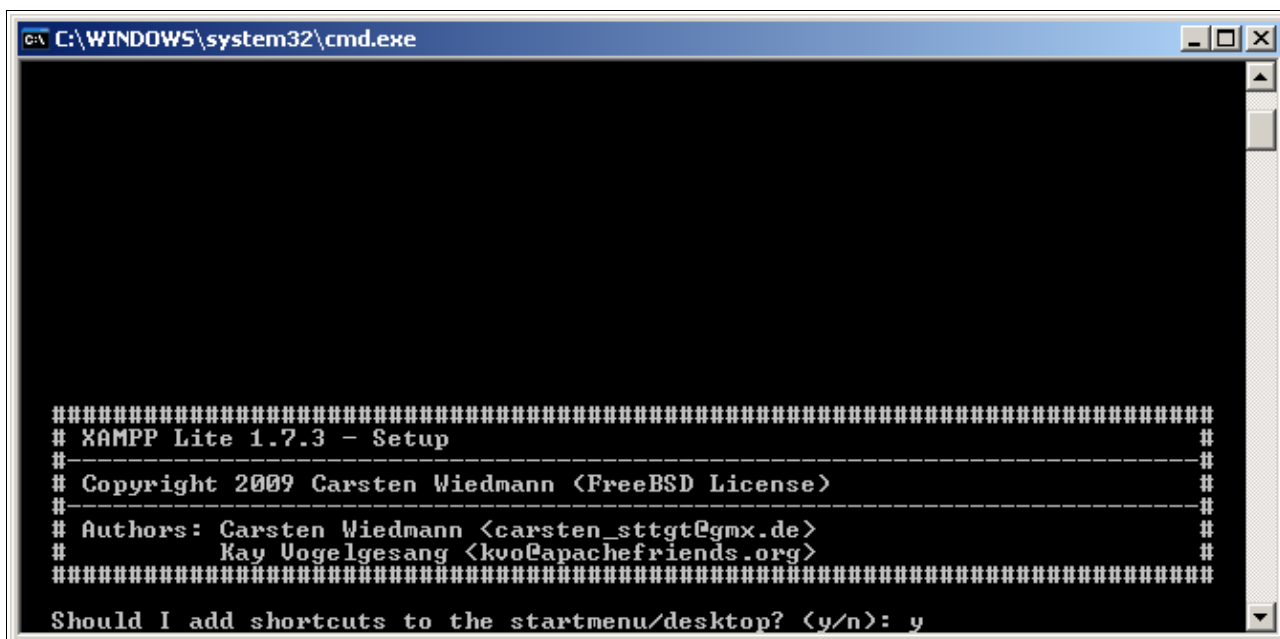 C:\WINDOWS\system32\cmd.exe
############################################################################
# XAMPP Lite 1.7.3 - Setup #
#--------------------------------------------------------------------------#
# Copyright 2009 Carsten Wiedmann (FreeBSD License) #
#--------------------------------------------------------------------------#
# Authors: Carsten Wiedmann <carsten_sttgt@gmx.de> #
# Kay Vogelgesang <kvo@apachefriends.org> #
############################################################################
Should I add shortcuts to the startmenu/desktop? (y/n): y